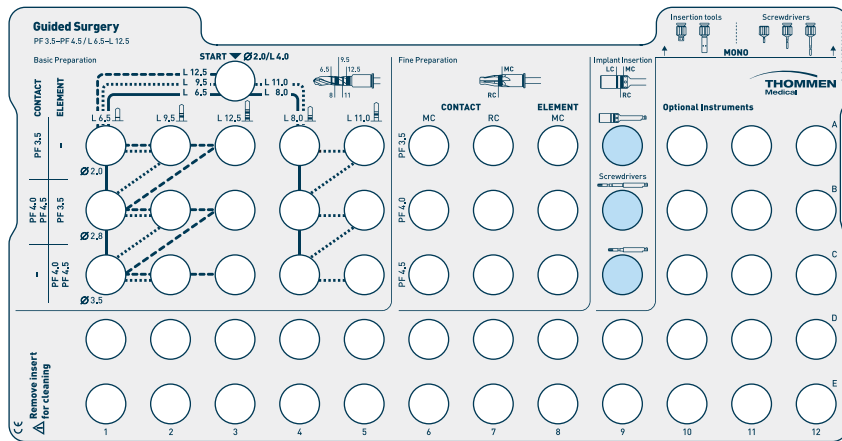 Guided Surgery
PF 3.5–PF 4.5 / L 6.5–L 12.5
Insertion tools
Screwdrivers
MONO
Basic Preparation
START Ø2.0/L 4.0
L 12.5
L 9.5
L 6.5
L 11.0
L 8.0
6.5
9.5
12.5
8
11
Fine Preparation
MC
RC
Implant Insertion
LC
MC
RC
THOMMEN
Medical
CONTACT
ELEMENT
L 6.5
L 9.5
L 12.5
L 8.0
L 11.0
CONTACT
ELEMENT
MC
RC
MC
Optional Instruments
PF 3.5
–
Ø 2.0
PF 3.5
A
Screwdrivers
PF 4.0
PF 4.5
PF 3.5
Ø 2.8
PF 4.0
B
–
PF 4.0
PF 4.5
Ø 3.5
PF 4.5
C
D
Remove insert
for cleaning
E
CE
1 2 3 4 5 6 7 8 9 10 11 12